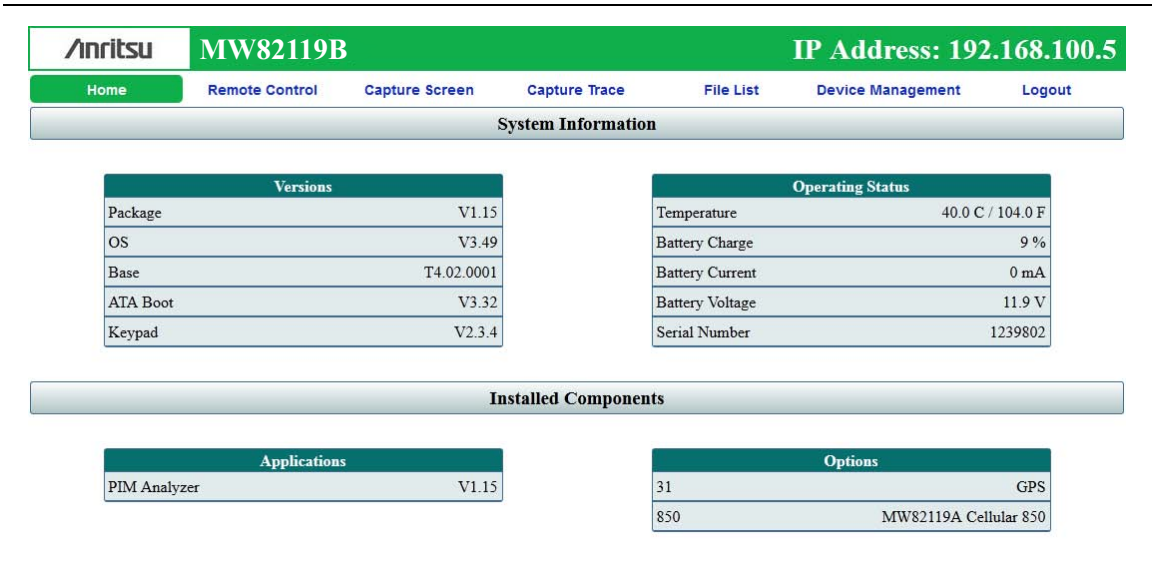 Anritsu MW82119B IP Address: 192.168.100.5
Home Remote Control Capture Screen Capture Trace File List Device Management Logout
System Information
Versions
Package V1.15
OS V3.49
Base T4.02.0001
ATA Boot V3.32
Keypad V2.3.4
Operating Status
Temperature 40.0 C / 104.0 F
Battery Charge 9 %
Battery Current 0 mA
Battery Voltage 11.9 V
Serial Number 1239802
Installed Components
Applications
PIM Analyzer V1.15
Options
31 GPS
850 MW82119A Cellular 850